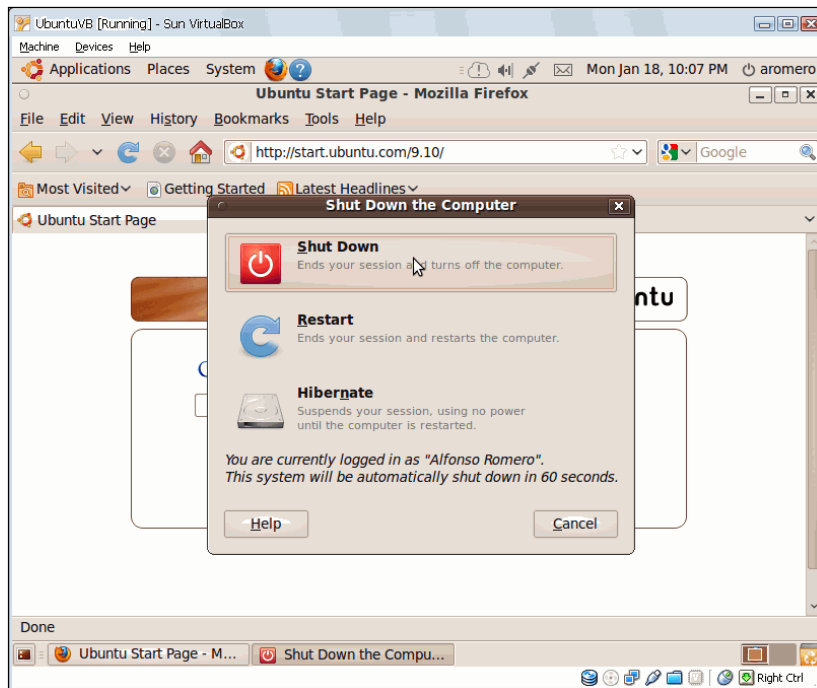 UbuntuVB [Running] - Sun VirtualBox
Machine Devices Help
Applications Places System Mon Jan 18, 10:07 PM aromero
Ubuntu Start Page - Mozilla Firefox
File Edit View History Bookmarks Tools Help
http://start.ubuntu.com/9.10/ Google
Most Visited Getting Started Latest Headlines
Ubuntu Start Page
Shut Down the Computer
Shut Down
Ends your session and turns off the computer.
ntu
Restart
Ends your session and restarts the computer.
Hibernate
Suspends your session, using no power
until the computer is restarted.
You are currently logged in as "Alfonso Romero".
This system will be automatically shut down in 60 seconds.
Help Cancel
Done
Ubuntu Start Page - M... Shut Down the Compu...
Right Ctrl